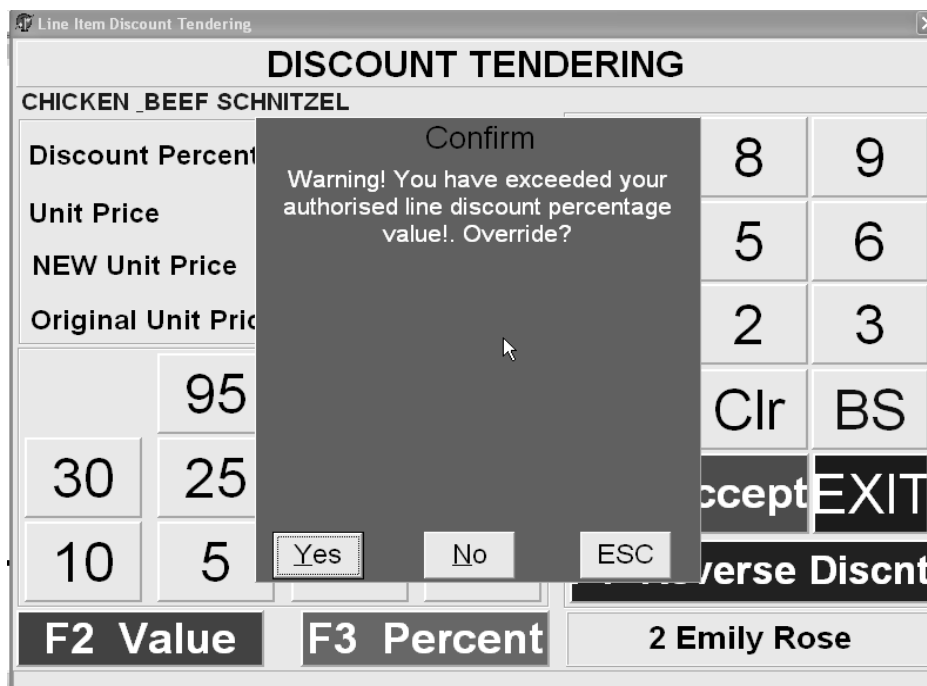 Line Item Discount Tendering
DISCOUNT TENDERING
CHICKEN _BEEF SCHNITZEL
Discount Percent
Unit Price
NEW Unit Price
Original Unit Pric
Confirm
Warning! You have exceeded your
authorised line discount percentage
value!. Override?
Yes No ESC
8 9
5 6
2 3
Clr BS
ccept EXIT
verse Discnt
95
30 25
10 5
F2 Value F3 Percent
2 Emily Rose